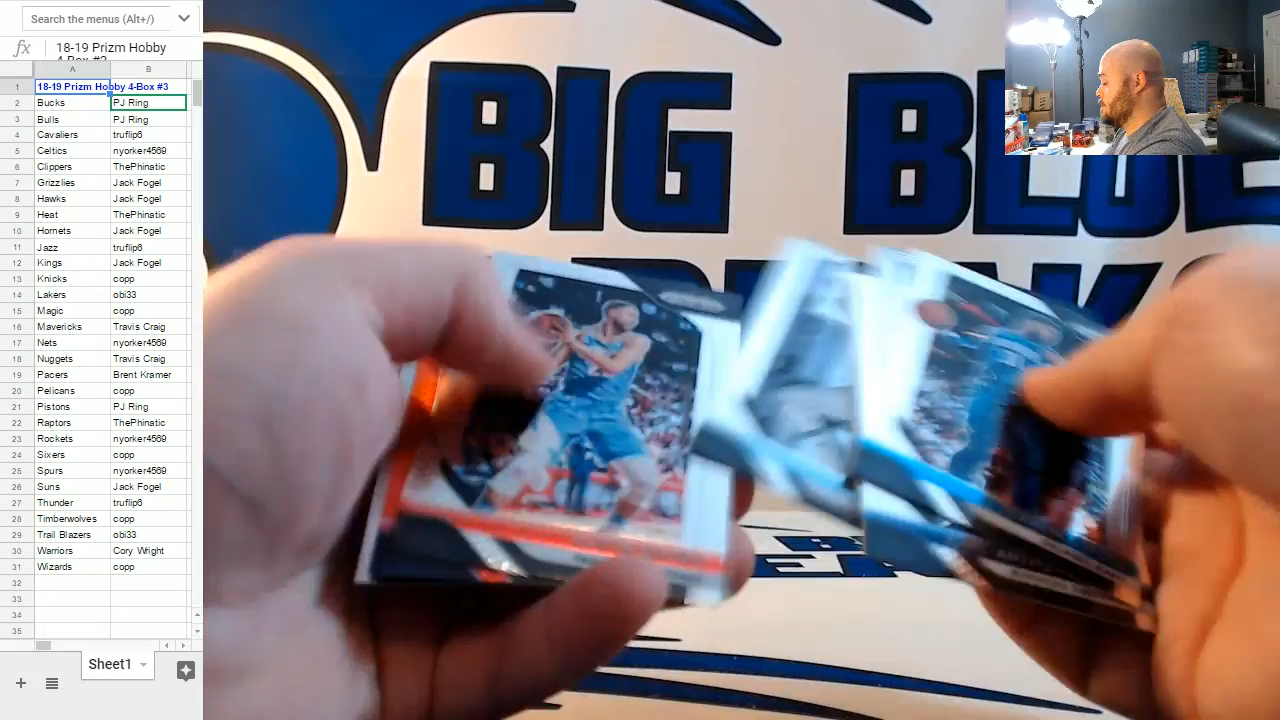 Search the menus (Alt+/)
fx 18-19 Prizm Hobby
4-Box #3
A B
1 18-19 Prizm Hobby 4-Box #3
2 Bucks PJ Ring
3 Bulls PJ Ring
4 Cavaliers truflip6
5 Celtics nyorker4569
6 Clippers ThePhinatic
7 Grizzlies Jack Fogel
8 Hawks Jack Fogel
9 Heat ThePhinatic
10 Hornets Jack Fogel
11 Jazz truflip6
12 Kings Jack Fogel
13 Knicks copp
14 Lakers obi33
15 Magic copp
16 Mavericks Travis Craig
17 Nets nyorker4569
18 Nuggets Travis Craig
19 Pacers Brent Kramer
20 Pelicans copp
21 Pistons PJ Ring
22 Raptors ThePhinatic
23 Rockets nyorker4569
24 Sixers copp
25 Spurs nyorker4569
26 Suns Jack Fogel
27 Thunder truflip6
28 Timberwolves copp
29 Trail Blazers obi33
30 Warriors Wright
31 Wizards copp
32
33
34
35
Sheet1
BIG BLUE